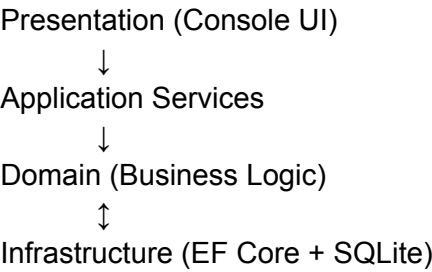 Presentation (Console UI)
↓
Application Services
↓
Domain (Business Logic)
↕
Infrastructure (EF Core + SQLite)